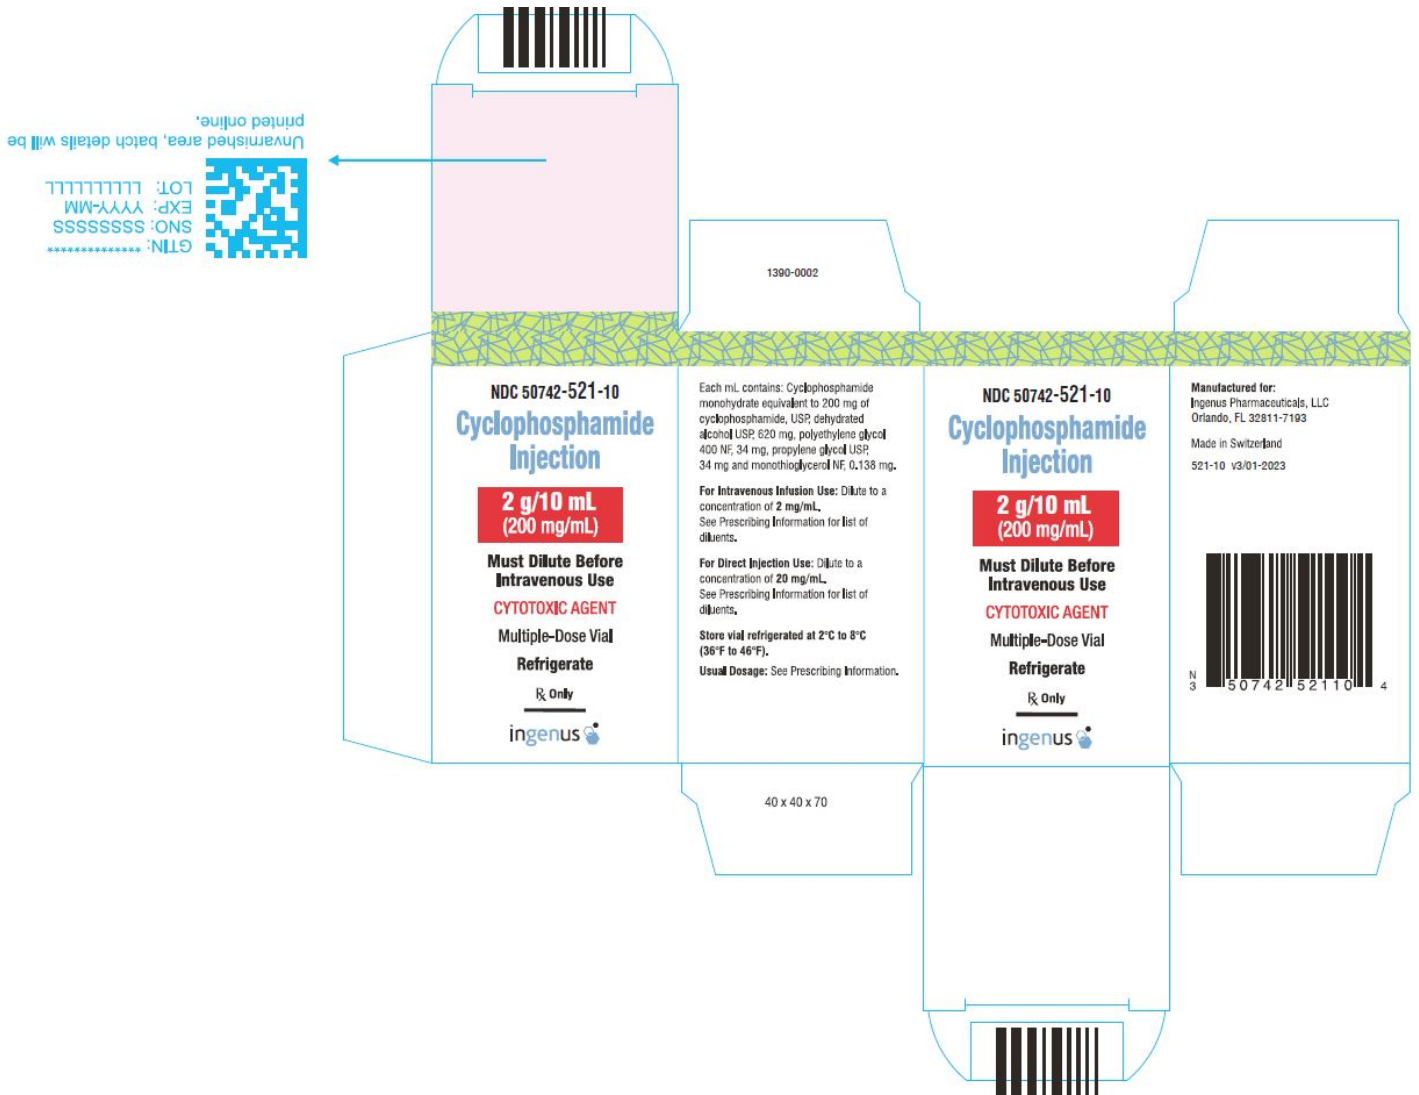 Unvarnished area, batch details will be
printed online.
GTIN: **************
SNO: SSSSSSSSS
EXP: YYYY-MM
LOT: LLLLLLLLLL
1390-0002
NDC 50742-521-10
Cyclophosphamide
Injection
2 g/10 mL
(200 mg/mL)
Must Dilute Before
Intravenous Use
CYTOTOXIC AGENT
Multiple-Dose Vial
Refrigerate
℞ Only
ingenus
Each mL contains: Cyclophosphamide
monohydrate equivalent to 200 mg of
cyclophosphamide, USP, dehydrated
alcohol USP, 620 mg, polyethylene glycol
400 NF, 34 mg, propylene glycol USP,
34 mg and monothioglycerol NF, 0.138 mg.
For Intravenous Infusion Use: Dilute to a
concentration of 2 mg/mL.
See Prescribing Information for list of
diluents.
For Direct Injection Use: Dilute to a
concentration of 20 mg/mL.
See Prescribing Information for list of
diluents.
Store vial refrigerated at 2°C to 8°C
(36°F to 46°F).
Usual Dosage: See Prescribing Information.
NDC 50742-521-10
Cyclophosphamide
Injection
2 g/10 mL
(200 mg/mL)
Must Dilute Before
Intravenous Use
CYTOTOXIC AGENT
Multiple-Dose Vial
Refrigerate
℞ Only
ingenus
Manufactured for:
Ingenus Pharmaceuticals, LLC
Orlando, FL 32811-7193
Made in Switzerland
521-10 v3/01-2023
N
3 50742 52110 4
40 x 40 x 70